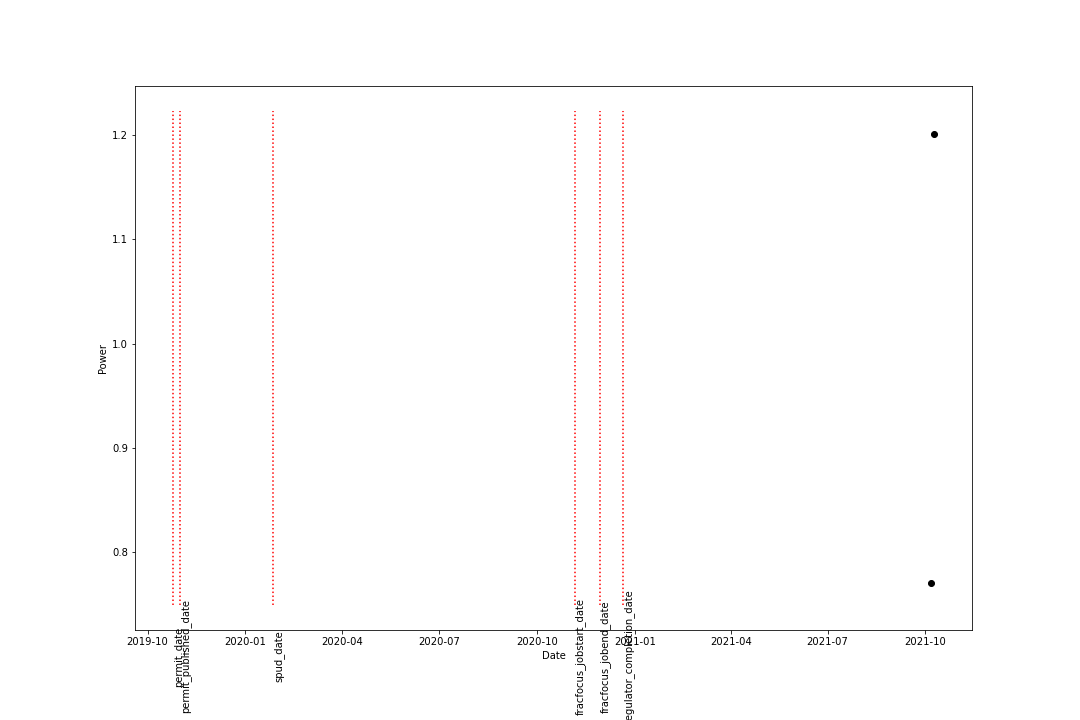 1.2
1.1
1.0
0.9
0.8
Power
2019-10
2020-01
2020-04
2020-07
2020-10
2021-01
2021-04
2021-07
2021-10
Date
permit_date
permit_published_date
spud_date
fracfocus_jobstart_date
fracfocus_jobend_date
egulator_completion_date